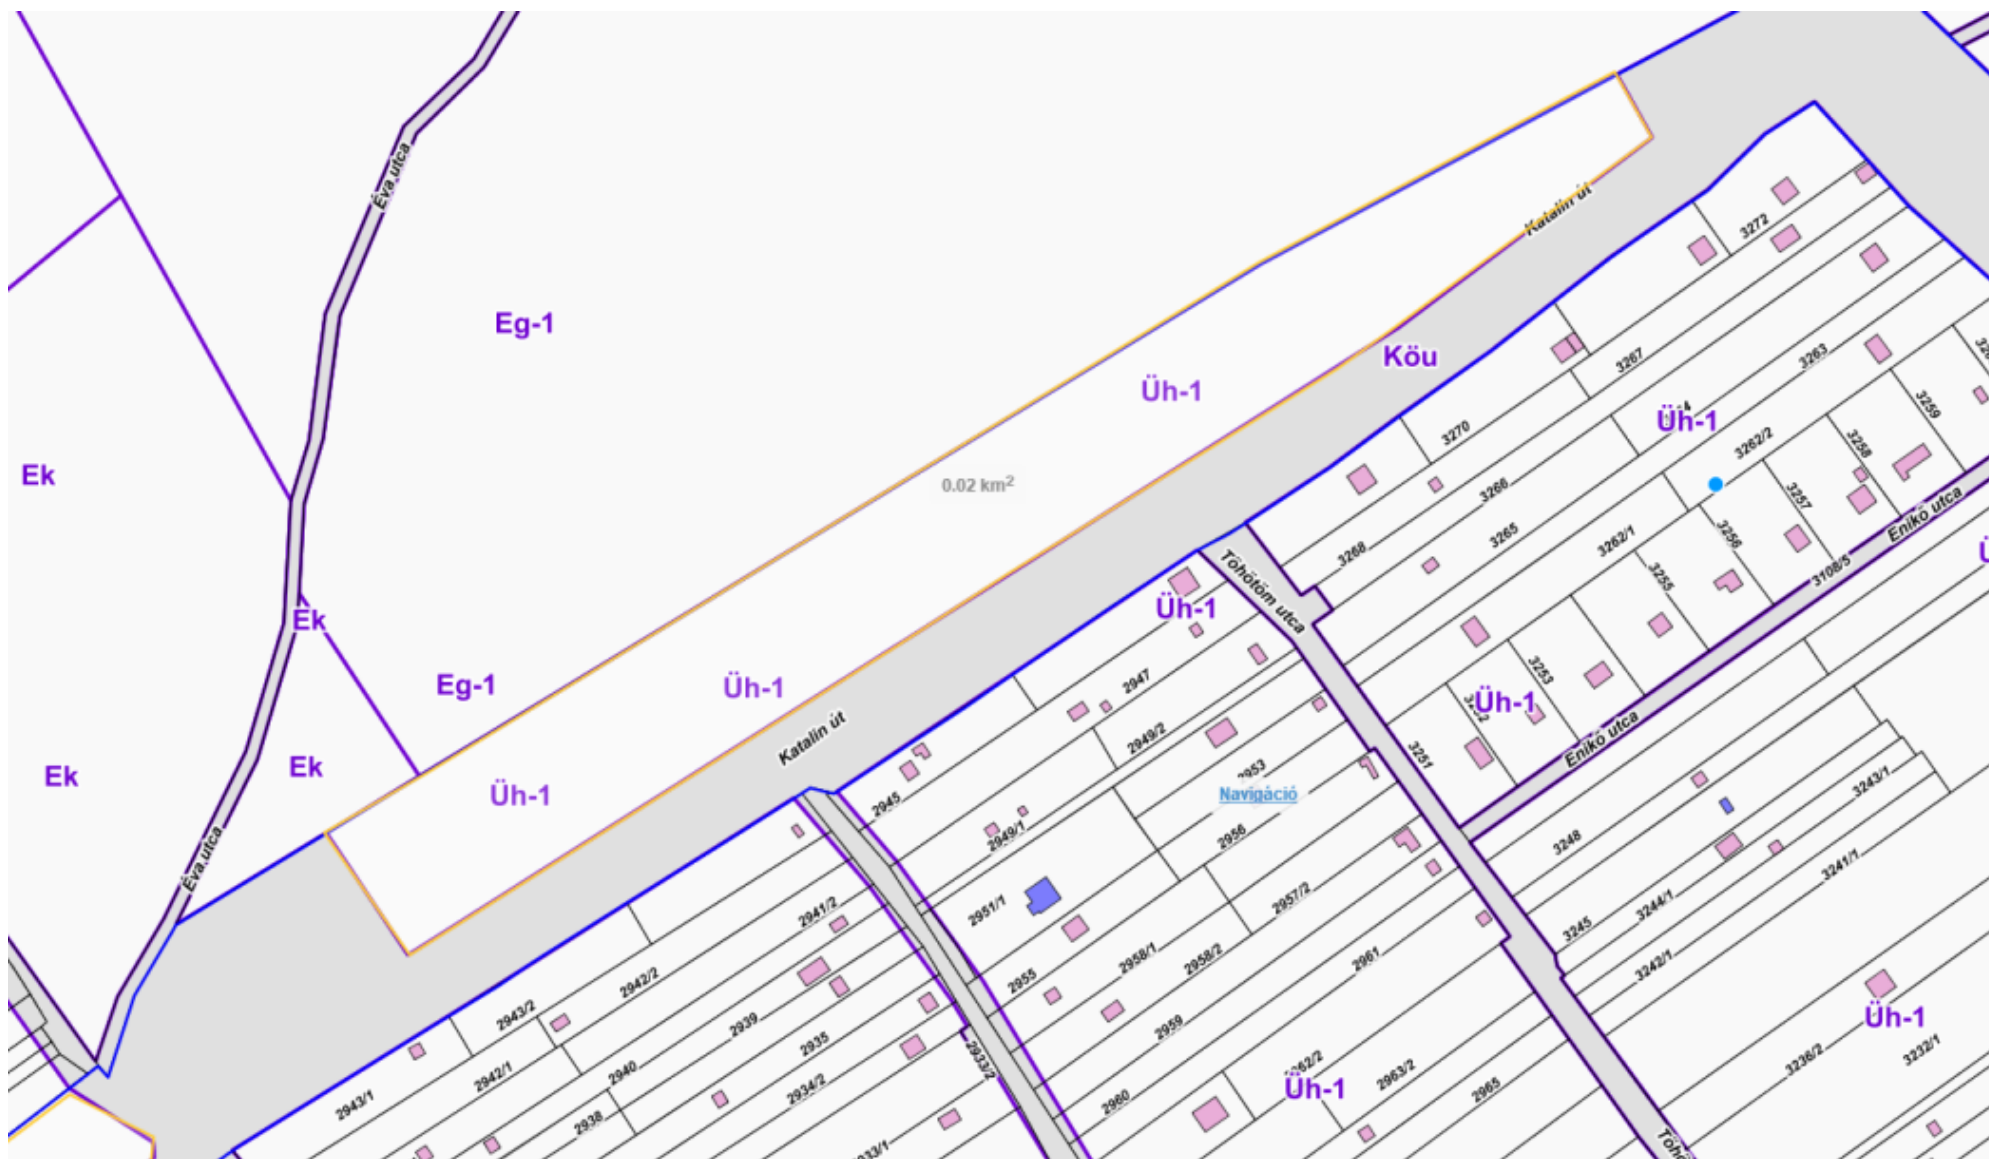 Éva utca
Eg-1
Ek
Ek
Ek
Ek
Eg-1
Éva utca
0.02 km²
Üh-1
Üh-1
Üh-1
Katalin út
Katalin út
Köu
3272
3267
3263
3270
Üh-1
3262/2
3259
3258
3257
3256
3266
3265
3268
3262/1
3255
3253
3251
Enikő utca
3108/5
Enikő utca
Üh-1
Töhötöm utca
Üh-1
2947
2949/2
2953
2945
2949/1
Navigáció
2956
2951/1
2957/2
2955
2958/1
2958/2
2961
2959
2960
Üh-1
2963/2
2965
3248
3243/1
3241/1
3245
3244/1
3242/1
Üh-1
3236/2
3232/1
2941/2
2942/2
2943/2
2939
2935
2940
2942/1
2943/1
2938
2934/2
2933/2